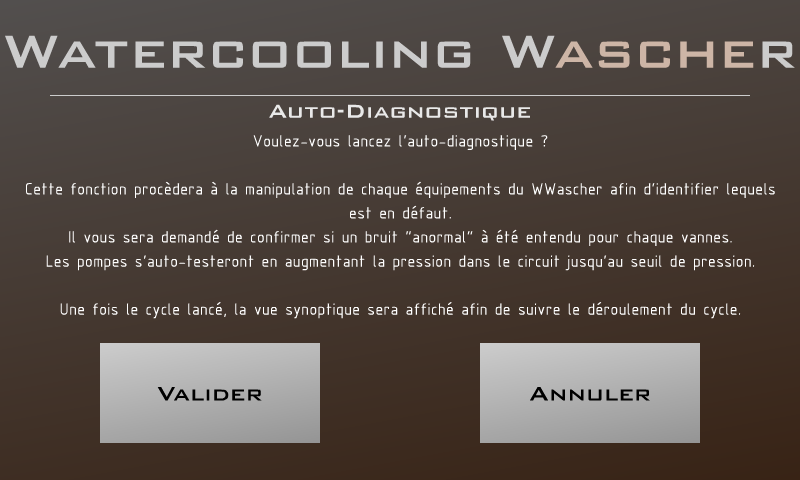 Watercooling Wascher
Auto-Diagnostique
Voulez-vous lancez l'auto-diagnostique ?
Cette fonction procèdera à la manipulation de chaque équipements du WWascher afin d'identifier lequels
est en défaut.
Il vous sera demandé de confirmer si un bruit "anormal" à été entendu pour chaque vannes.
Les pompes s'auto-testeront en augmentant la pression dans le circuit jusqu'au seuil de pression.
Une fois le cycle lancé, la vue synoptique sera affiché afin de suivre le déroulement du cycle.
Valider
Annuler